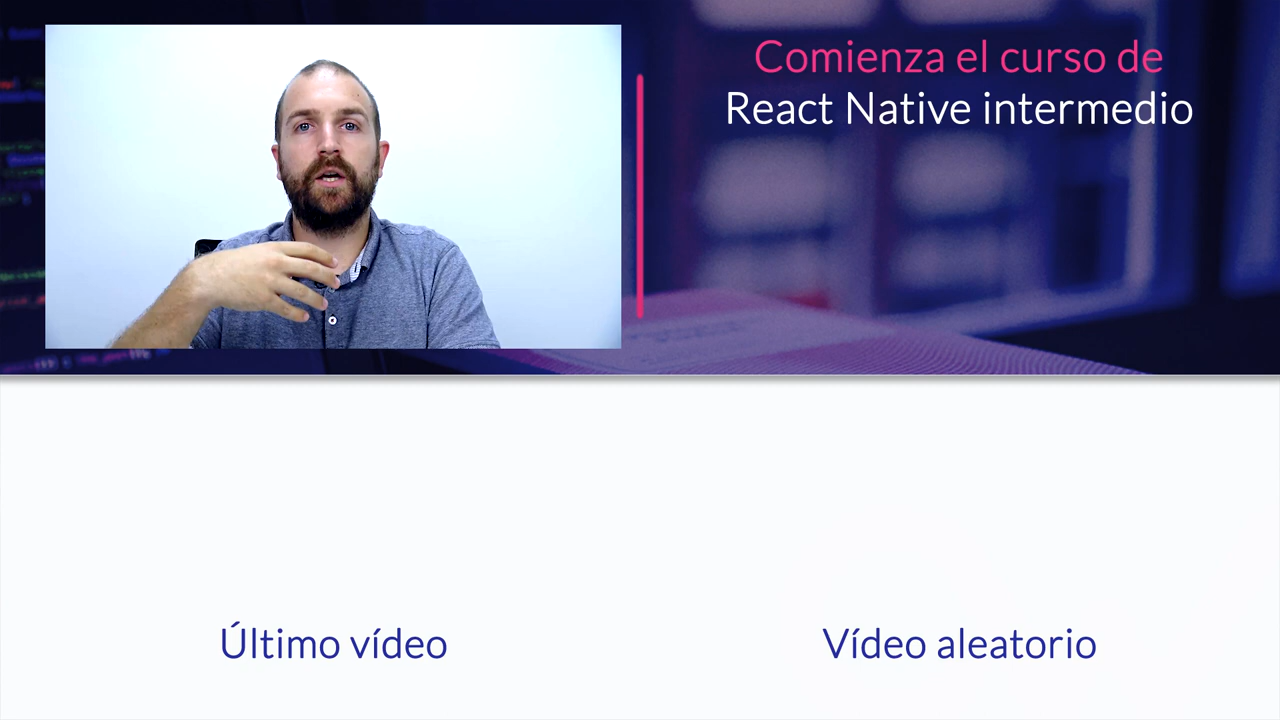 Comienza el curso de
React Native intermedio
Último vídeo
Vídeo aleatorio